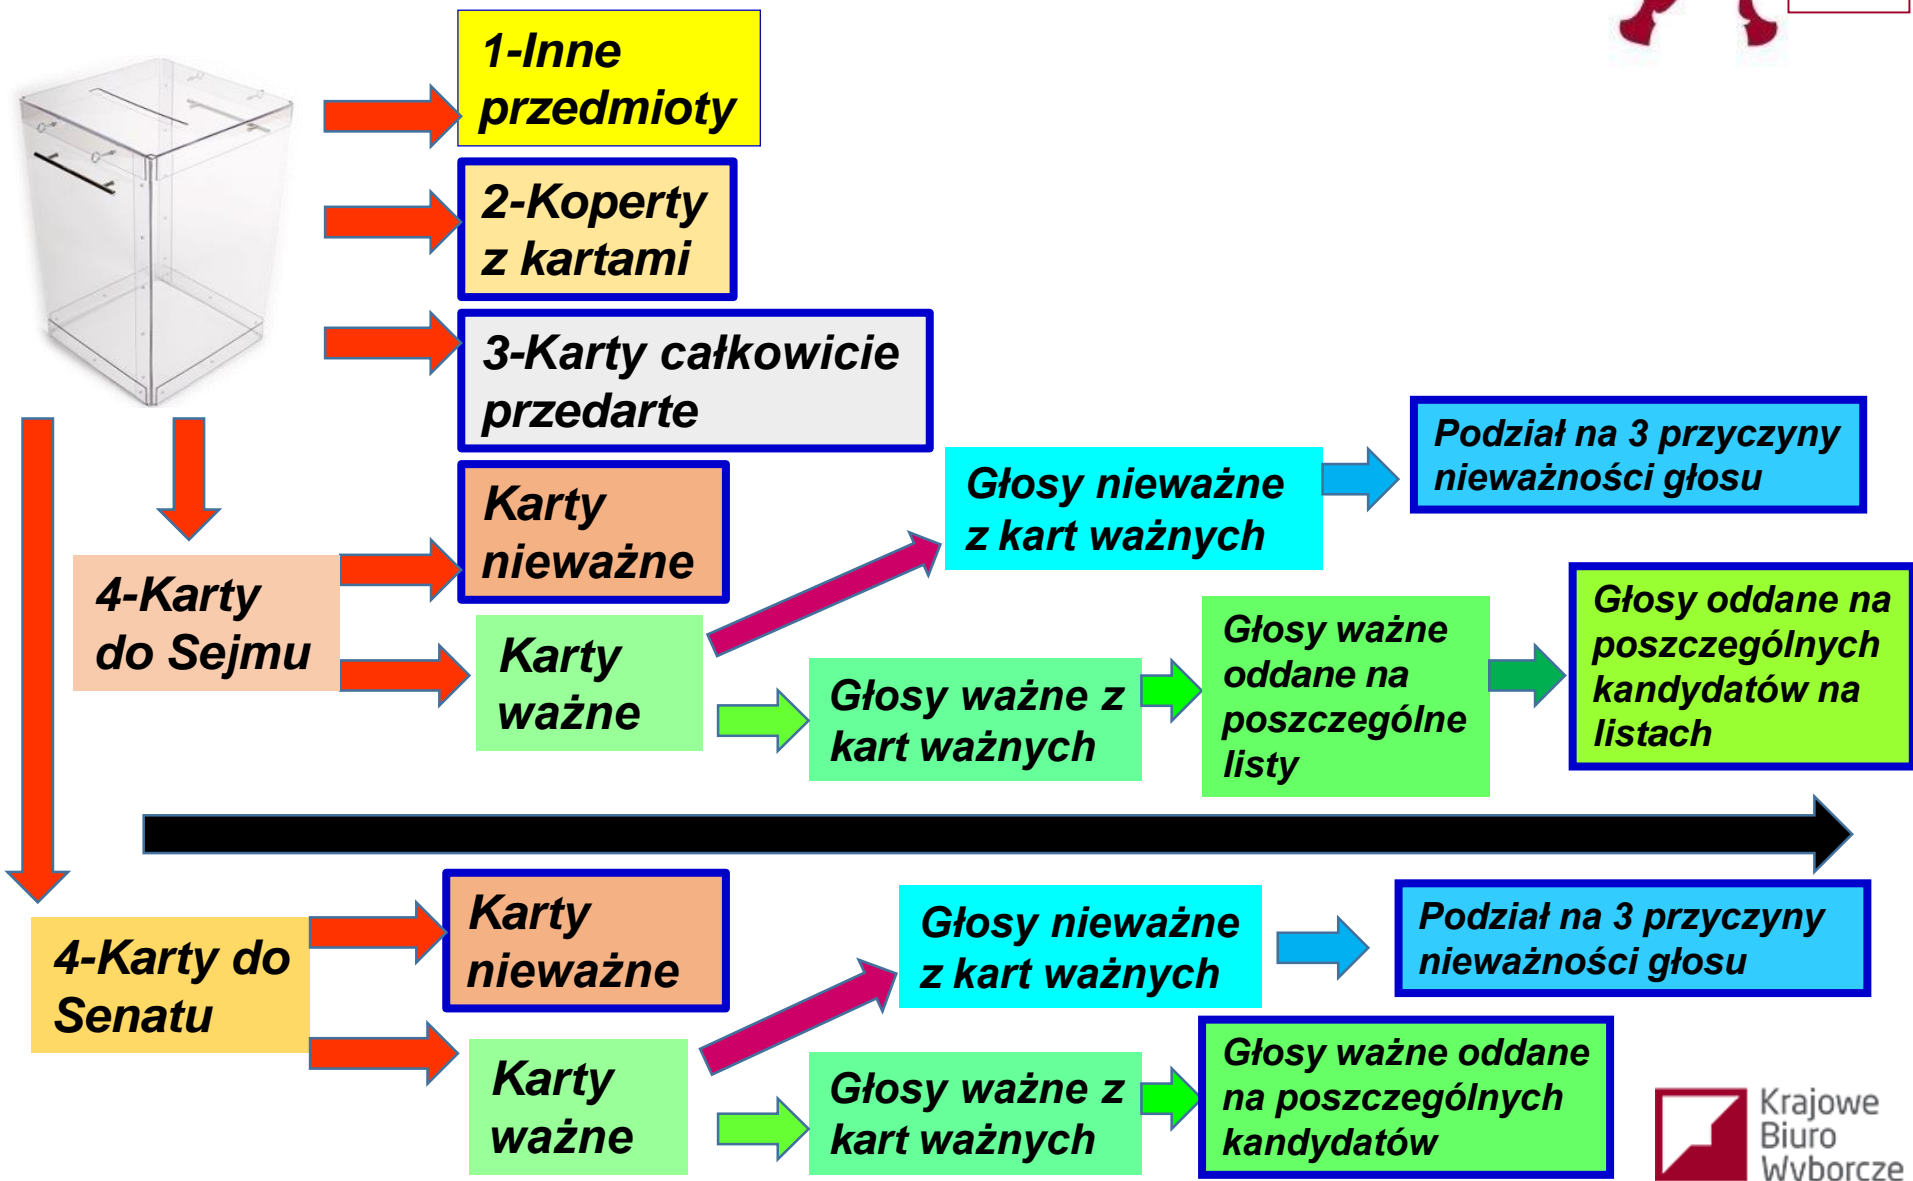 1-Inne
przedmioty
2-Koperty
z kartami
3-Karty całkowicie
przedarte
4-Karty
do Sejmu
Karty
nieważne
Karty
ważne
Głosy nieważne
z kart ważnych
Podział na 3 przyczyny
nieważności głosu
Głosy ważne z
kart ważnych
Głosy ważne
oddane na
poszczególne
listy
Głosy oddane na
poszczególnych
kandydatów na
listach
4-Karty do
Senatu
Karty
nieważne
Karty
ważne
Głosy nieważne
z kart ważnych
Podział na 3 przyczyny
nieważności głosu
Głosy ważne z
kart ważnych
Głosy ważne oddane
na poszczególnych
kandydatów
Krajowe
Biuro
Wyborcze